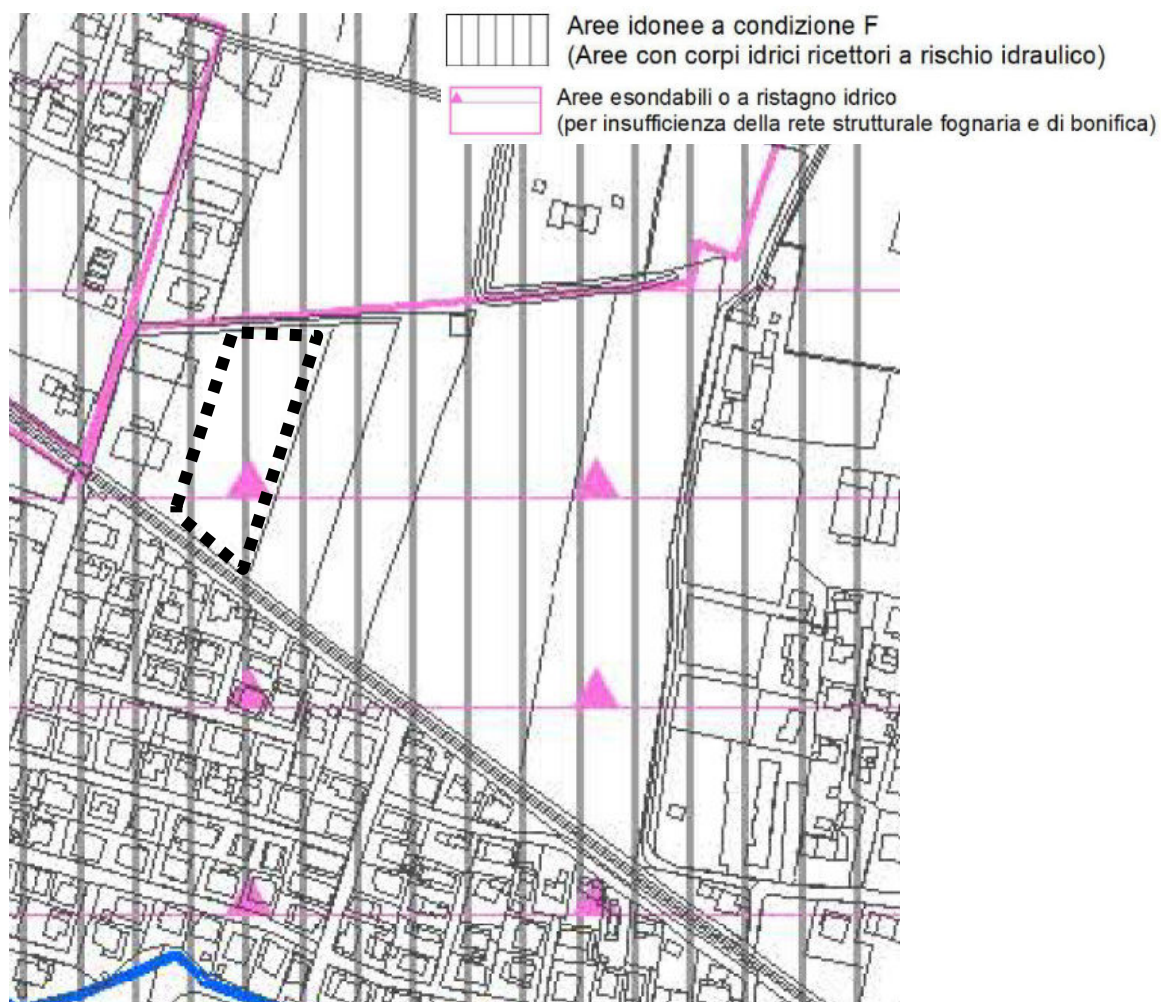 Aree idonee a condizione F
(Aree con corpi idrici ricettori a rischio idraulico)
Aree esondabili o a ristagno idrico
(per insufficienza della rete strutturale fognaria e di bonifica)